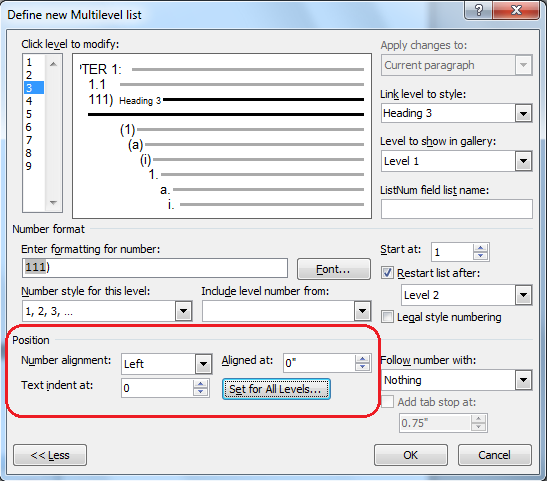 Define new Multilevel list
Click level to modify:
1
2
3
4
5
6
7
8
9
'TER 1:
1.1
111) Heading 3
(1)
(a)
(i)
1.
a.
i.
Apply changes to:
Current paragraph
Link level to style:
Heading 3
Level to show in gallery:
Level 1
ListNum field list name:
Number format
Enter formatting for number:
111)
Font...
Number style for this level:
1, 2, 3, ...
Include level number from:
Start at: 1
Restart list after:
Level 2
Legal style numbering
Position
Number alignment: Left
Aligned at: 0"
Text indent at: 0
Set for All Levels...
Follow number with:
Nothing
Add tab stop at:
0.75"
<< Less
OK
Cancel